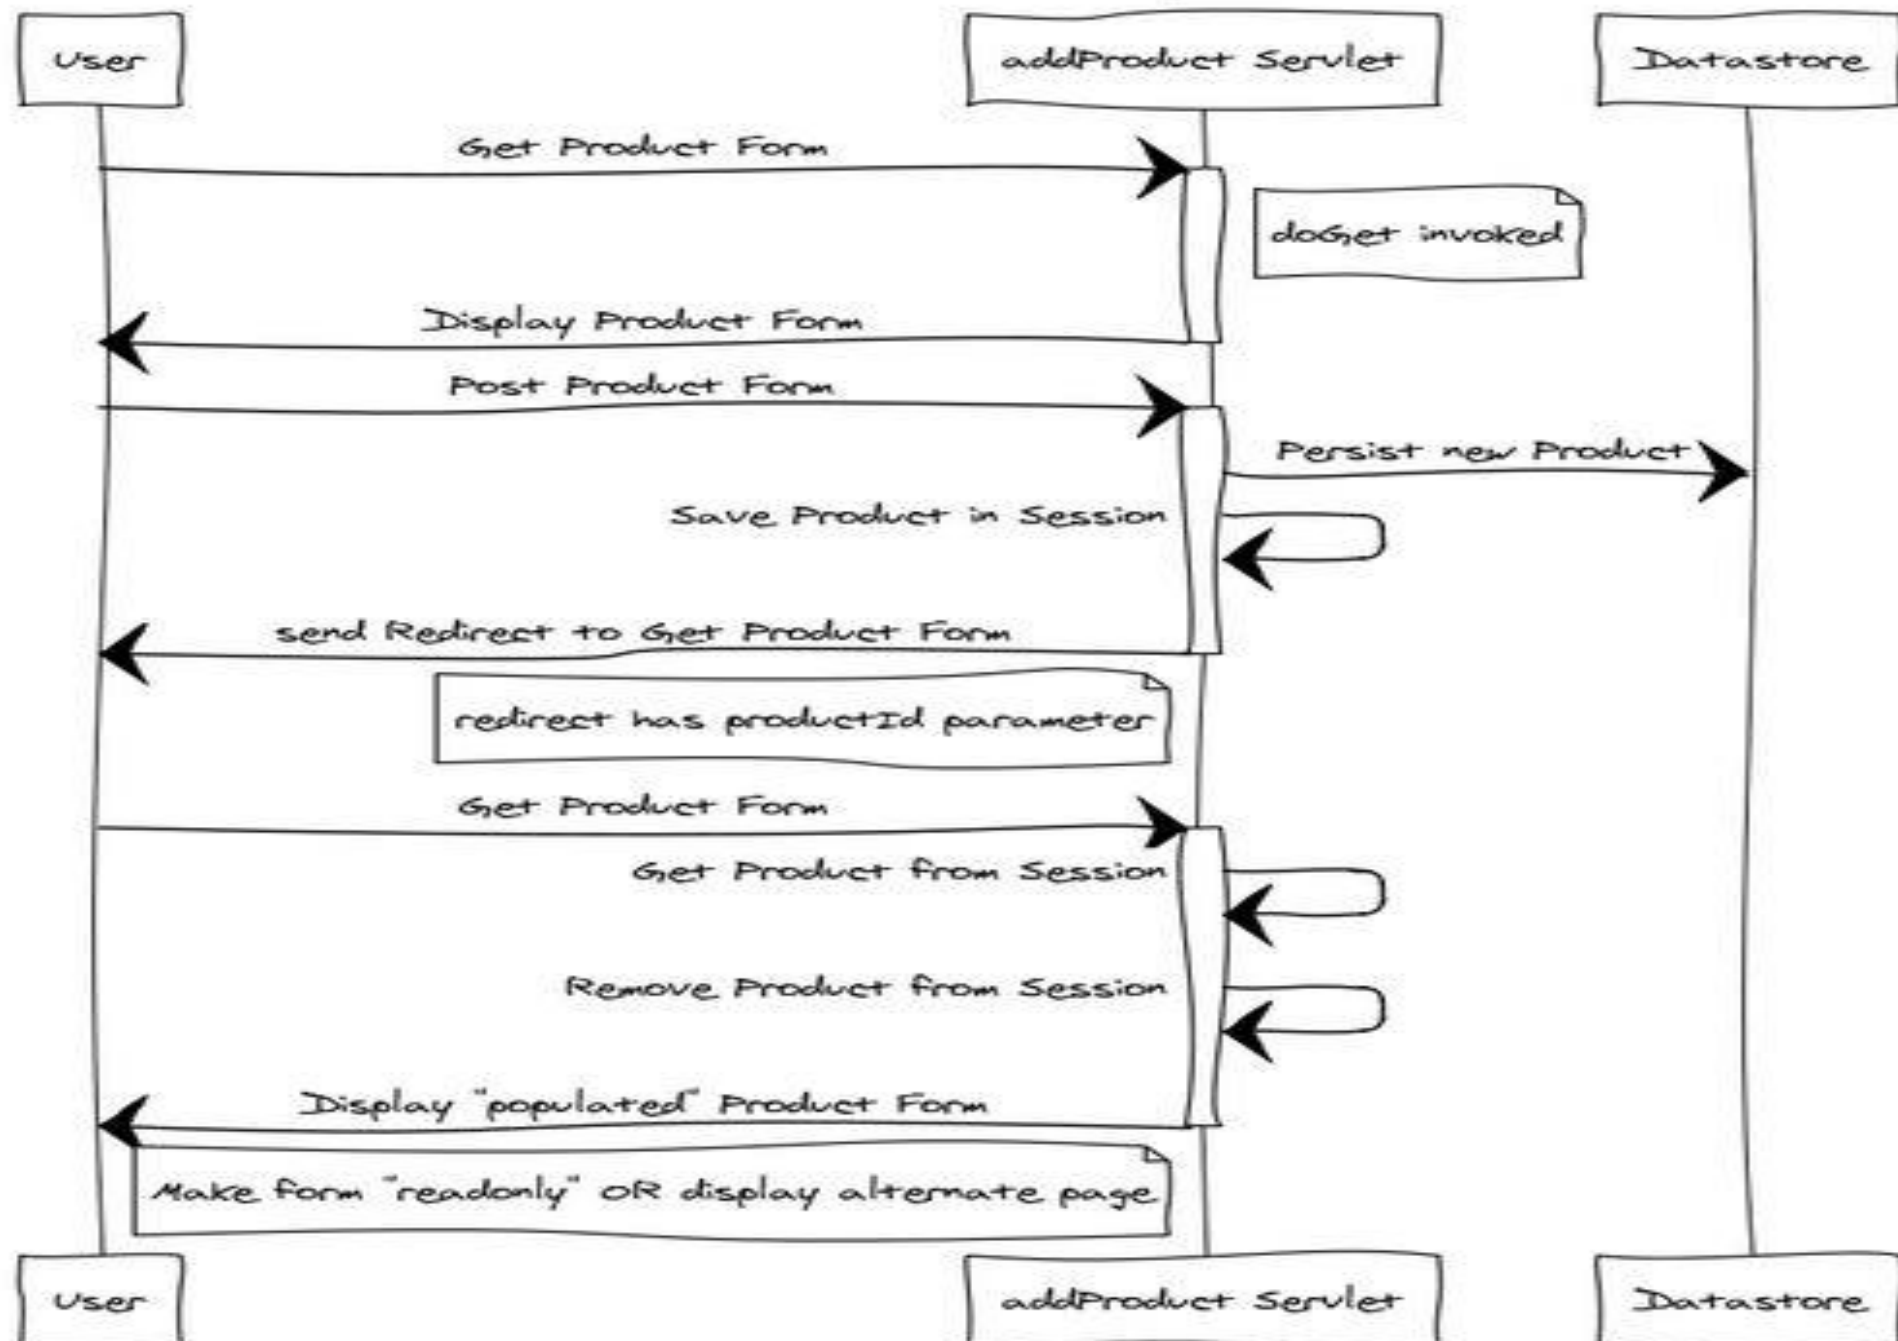 User
addProduct Servlet
Datastore
Get Product Form
doGet invoked
Display Product Form
Post Product Form
Persist new Product
Save Product in Session
send Redirect to Get Product Form
redirect has productId parameter
Get Product Form
Get Product from Session
Remove Product from Session
Display "populated" Product Form
Make form "readonly" OR display alternate page
User
addProduct Servlet
Datastore